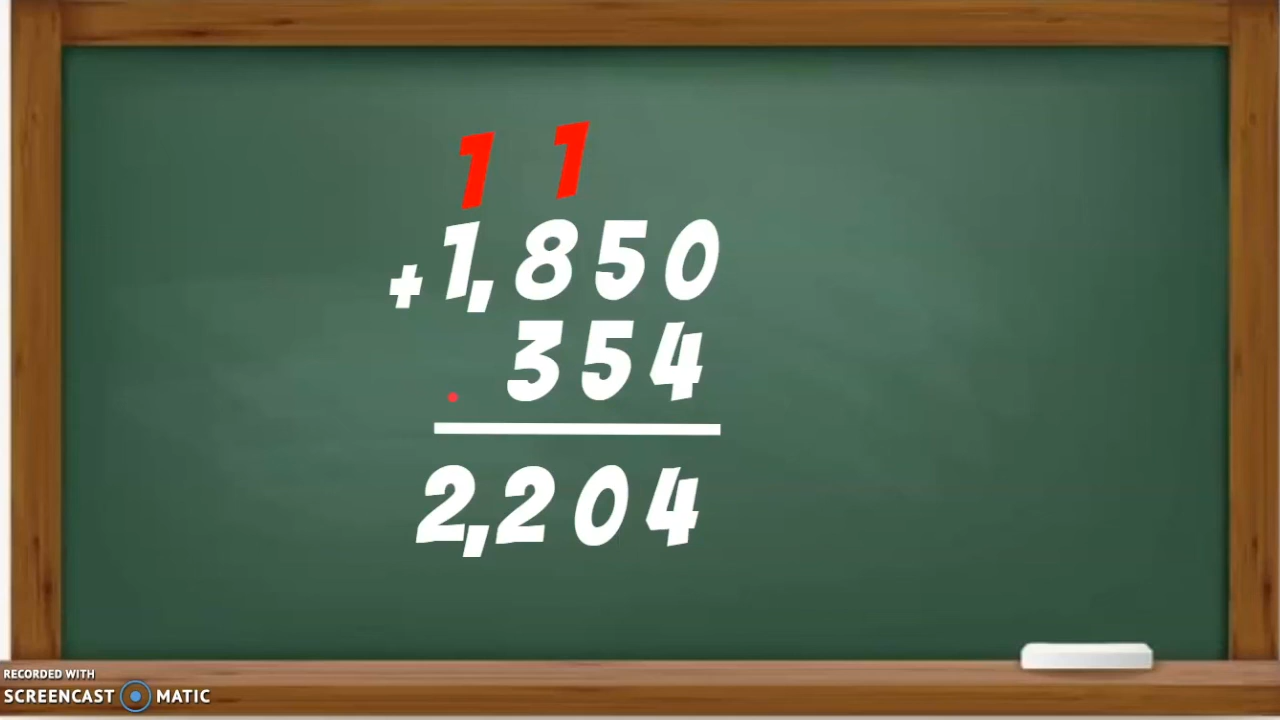 1 1
+1,850
354
2,204
RECORDED WITH
SCREENCAST MATIC